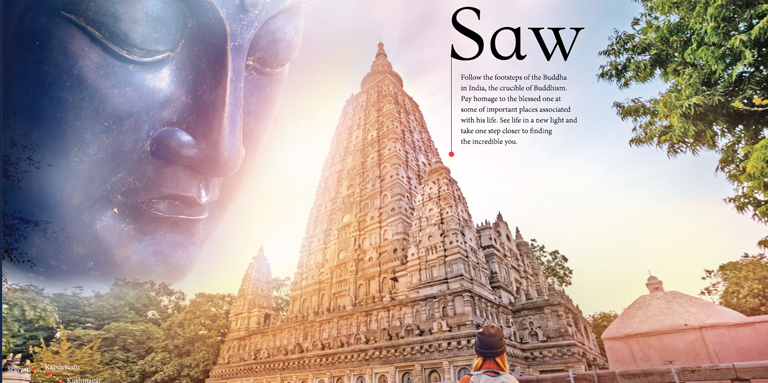 Saw
Follow the footsteps of the Buddha
in India, the crucible of Buddhism.
Pay homage to the blessed one at
some of important places associated
with his life. See life in a new light and
take one step closer to finding
the incredible you.
Kapilavastu
Kushinagar